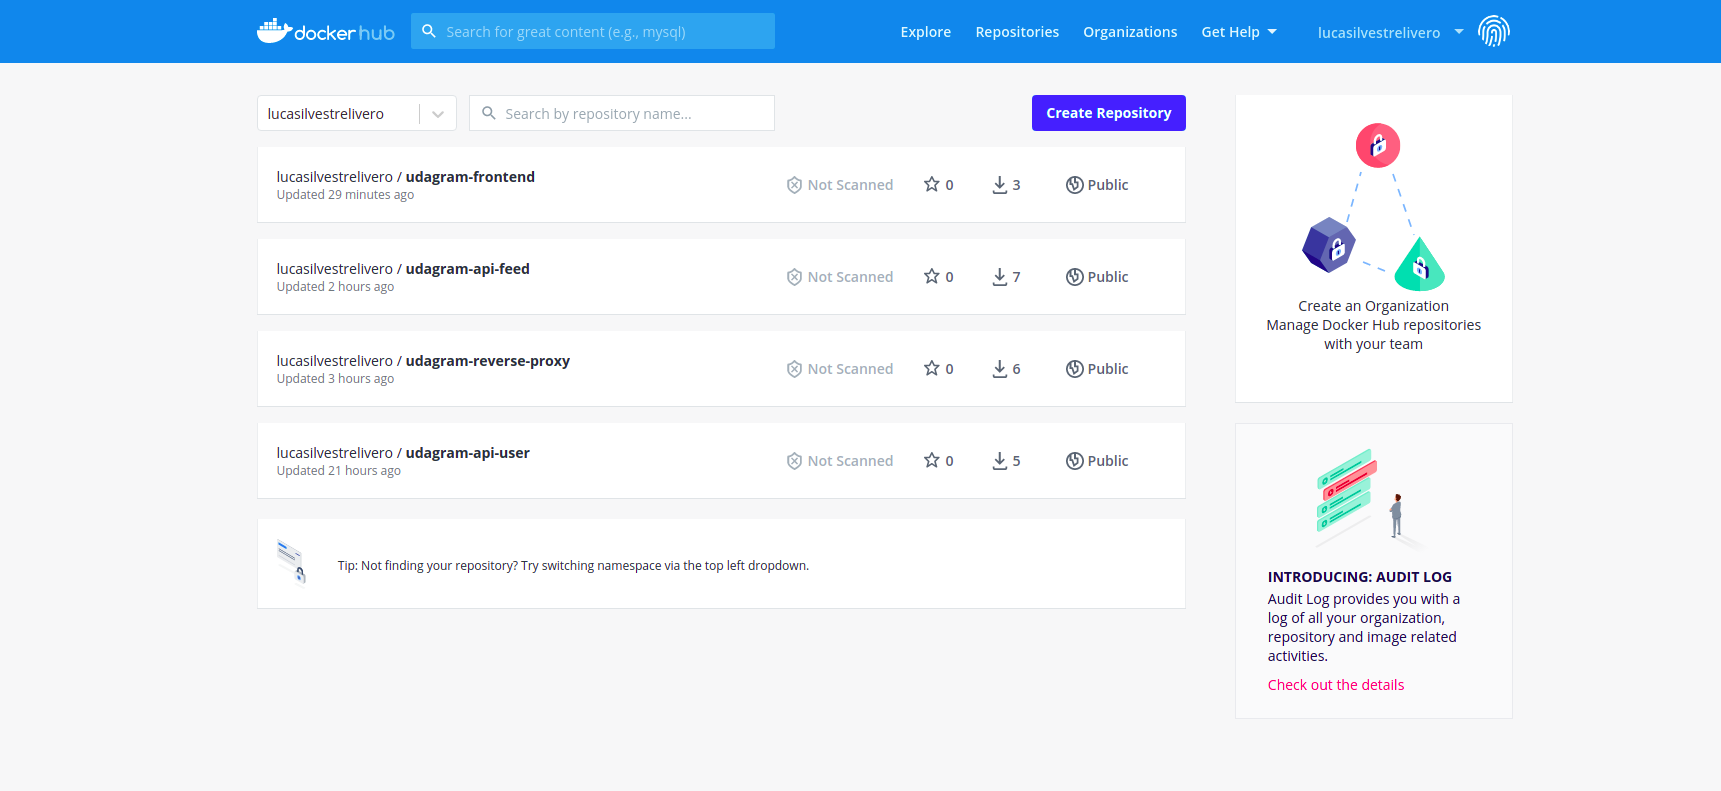 docker hub
Search for great content (e.g., mysql)
Explore
Repositories
Organizations
Get Help
lucasilvestrelivero
lucasilvestrelivero
Search by repository name...
Create Repository
lucasilvestrelivero / udagram-frontend
Updated 29 minutes ago
Not Scanned
0
3
Public
lucasilvestrelivero / udagram-api-feed
Updated 2 hours ago
Not Scanned
0
7
Public
lucasilvestrelivero / udagram-reverse-proxy
Updated 3 hours ago
Not Scanned
0
6
Public
lucasilvestrelivero / udagram-api-user
Updated 21 hours ago
Not Scanned
0
5
Public
Tip: Not finding your repository? Try switching namespace via the top left dropdown.
Create an Organization
Manage Docker Hub repositories
with your team
INTRODUCING: AUDIT LOG
Audit Log provides you with a
log of all your organization,
repository and image related
activities.
Check out the details